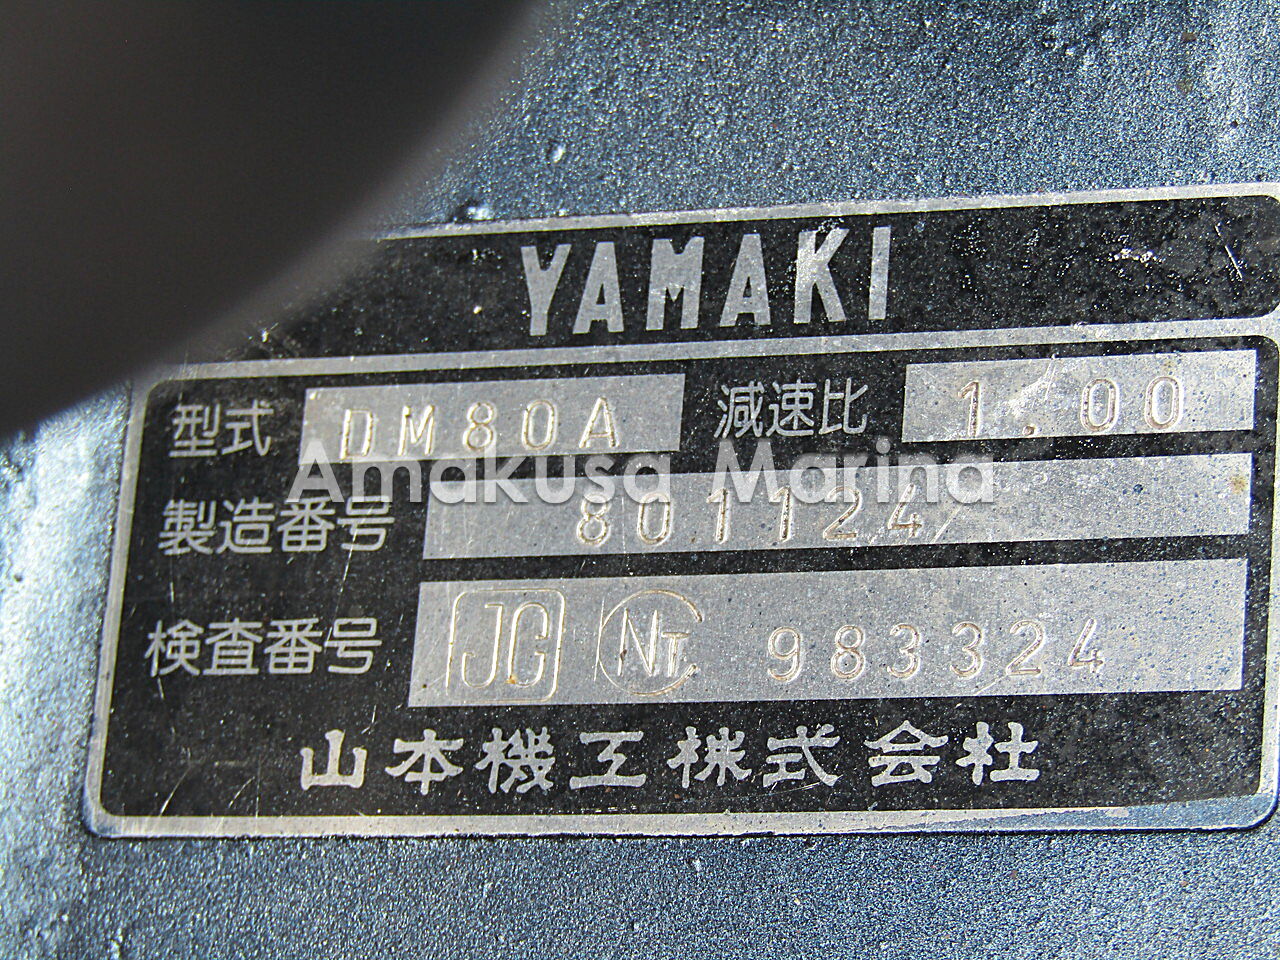 YAMAKI
型式 DM80A 減速比 1.00
Amakusa Marina
製造番号 801124
検査番号 JG NT 983324
山本機工株式会社